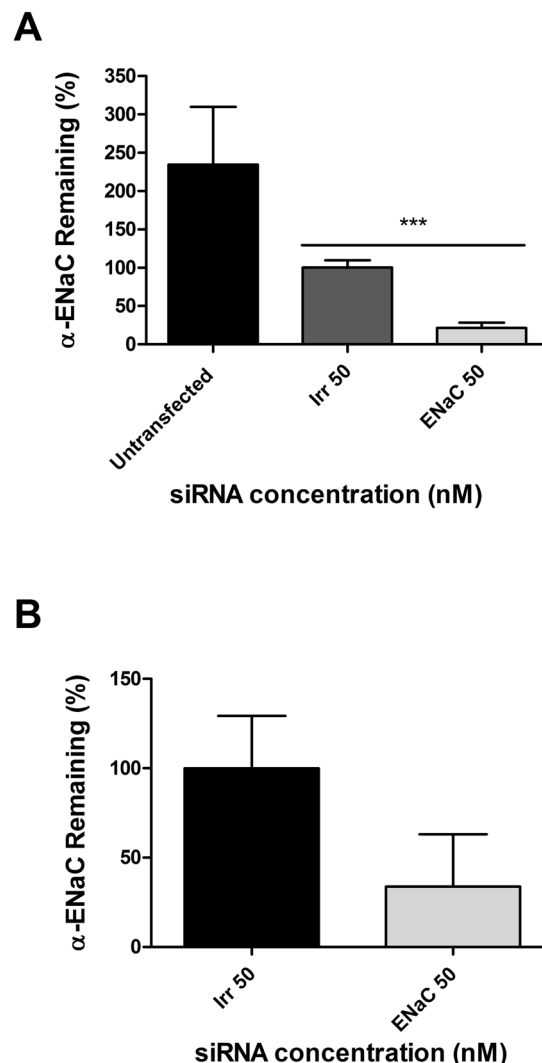 A
α-ENaC Remaining (%)
350
300
250
200
150
100
50
0
***
Untransfected
Irr 50
ENaC 50
siRNA concentration (nM)
B
α-ENaC Remaining (%)
150
100
50
0
Irr 50
ENaC 50
siRNA concentration (nM)